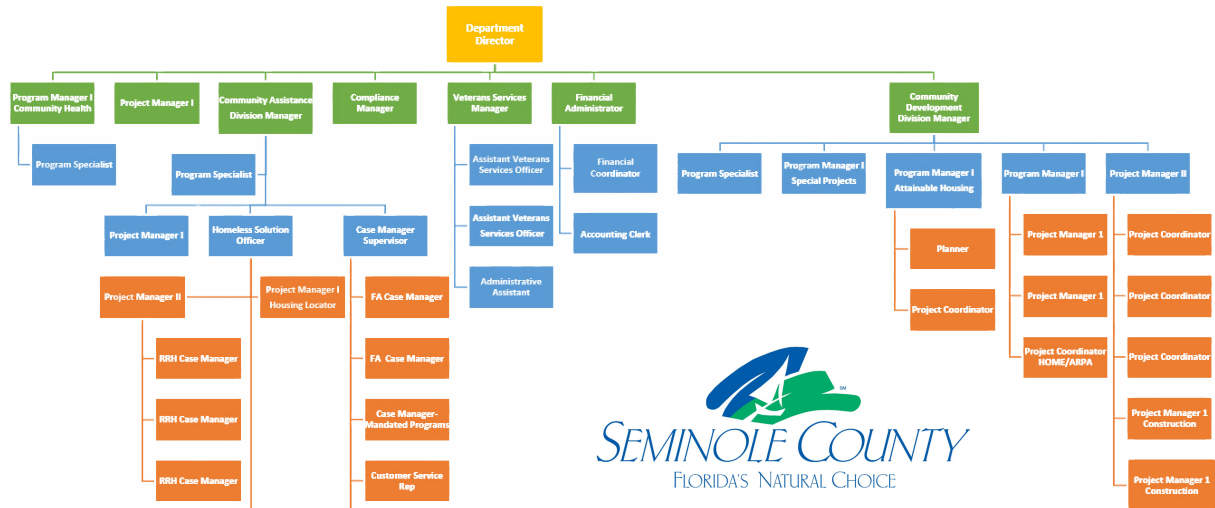 Department
Director
Program Manager I
Community Health
Project Manager I
Community Assistance
Division Manager
Compliance
Manager
Veterans Services
Manager
Financial
Administrator
Community
Development
Division Manager
Program Specialist
Program Specialist
Assistant Veterans
Services Officer
Financial
Coordinator
Program Specialist
Program Manager I
Special Projects
Program Manager I
Attainable Housing
Program Manager I
Project Manager II
Project Manager I
Homeless Solution
Officer
Case Manager
Supervisor
Assistant Veterans
Services Officer
Accounting Clerk
Planner
Project Manager 1
Project Coordinator
Project Manager II
Project Manager I
Housing Locator
FA Case Manager
Administrative
Assistant
Project Coordinator
Project Manager 1
Project Coordinator
RRH Case Manager
FA Case Manager
Project Coordinator
HOME/ARPA
Project Coordinator
RRH Case Manager
Case Manager-
Mandated Programs
Project Manager 1
Construction
RRH Case Manager
Customer Service
Rep
Project Manager 1
Construction
SM
SEMINOLE COUNTY
FLORIDA'S NATURAL CHOICE